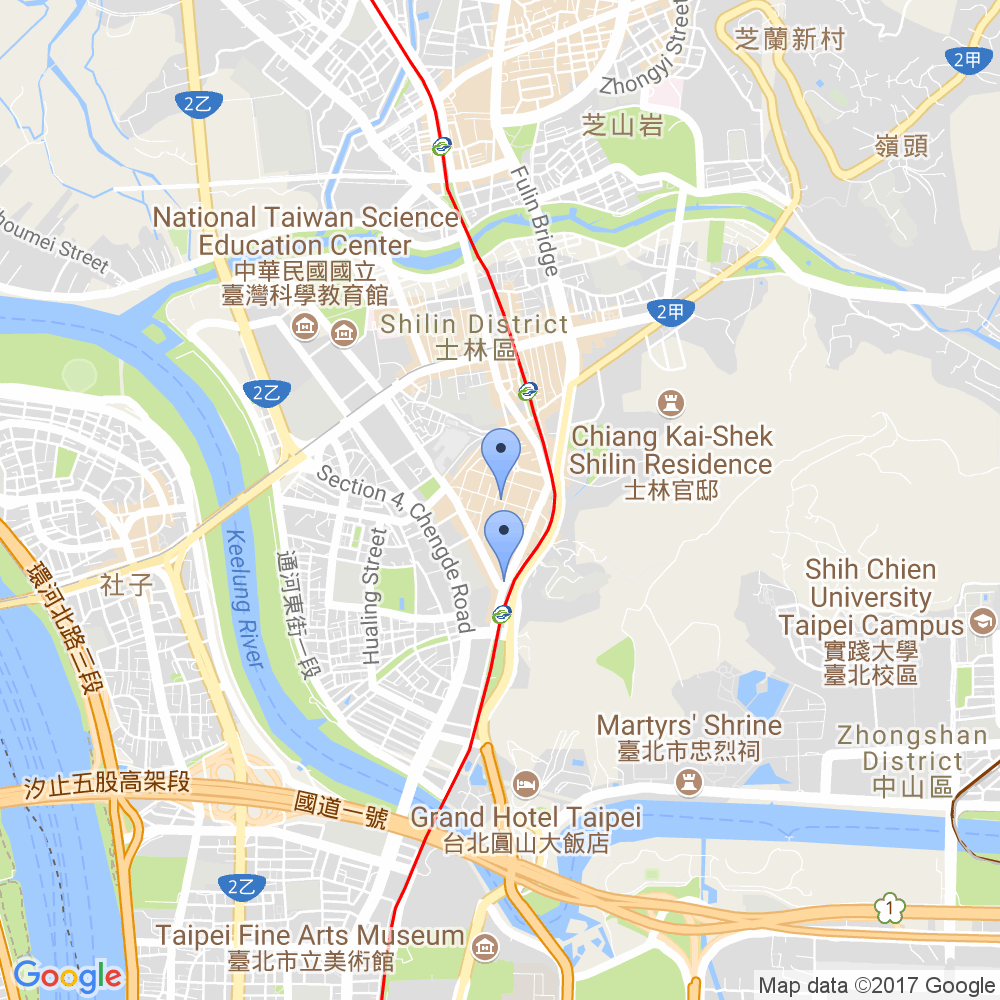 芝蘭新村
2甲
Zhongyi Street
2乙
芝山岩
嶺頭
Fulin Bridge
National Taiwan Science
Education Center
中華民國國立
臺灣科學教育館
2甲
Shilin District
士林區
2乙
Chiang Kai-Shek
Shilin Residence
士林官邸
Section 4, Chengde Road
Keelung River
通河東街一段
Hualing Street
社子
環河北路三段
Shih Chien
University
Taipei Campus
實踐大學
臺北校區
Martyrs' Shrine
臺北市忠烈祠
Zhongshan
District
中山區
汐止五股高架段
國道一號
Grand Hotel Taipei
台北圓山大飯店
2乙
1
Taipei Fine Arts Museum
臺北市立美術館
Google
Map data ©2017 Google